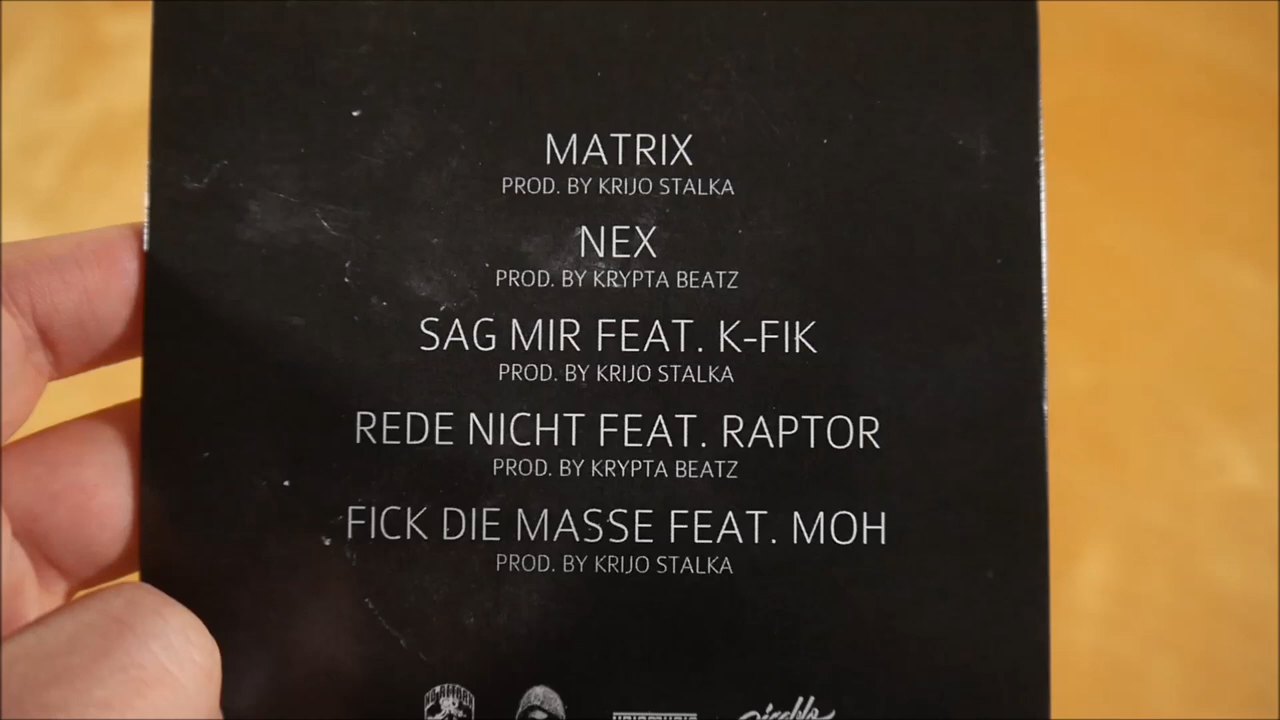 MATRIX
PROD. BY KRIJO STALKA
NEX
PROD. BY KRYPTA BEATZ
SAG MIR FEAT. K-FIK
PROD. BY KRIJO STALKA
REDE NICHT FEAT. RAPTOR
PROD. BY KRYPTA BEATZ
FICK DIE MASSE FEAT. MOH
PROD. BY KRIJO STALKA